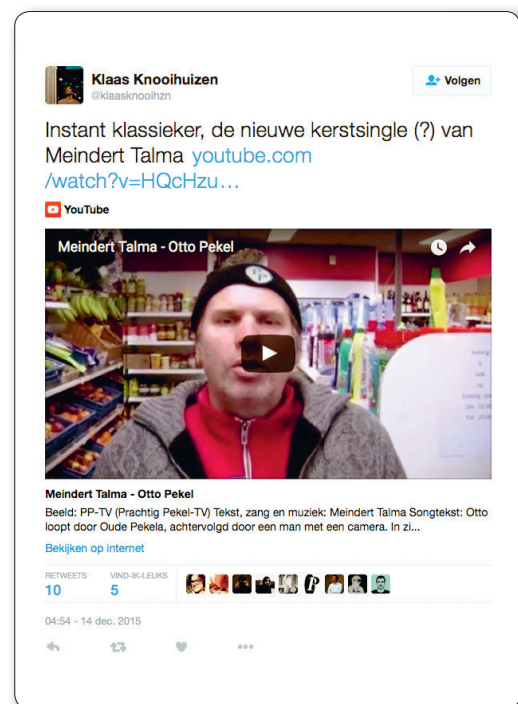 Klaas Knooihuizen
@klaasknooihzn
Volgen
Instant klassieker, de nieuwe kerstsingle (?) van
Meindert Talma youtube.com
/watch?v=HQcHzu…
YouTube
Meindert Talma - Otto Pekel
Meindert Talma - Otto Pekel
Beeld: PP-TV (Prachtig Pekel-TV) Tekst, zang en muziek: Meindert Talma Songtekst: Otto
loopt door Oude Pekela, achtervolgd door een man met een camera. In zi...
Bekijken op internet
RETWEETS
10
VIND-IK-LEUKS
5
04:54 - 14 dec. 2015